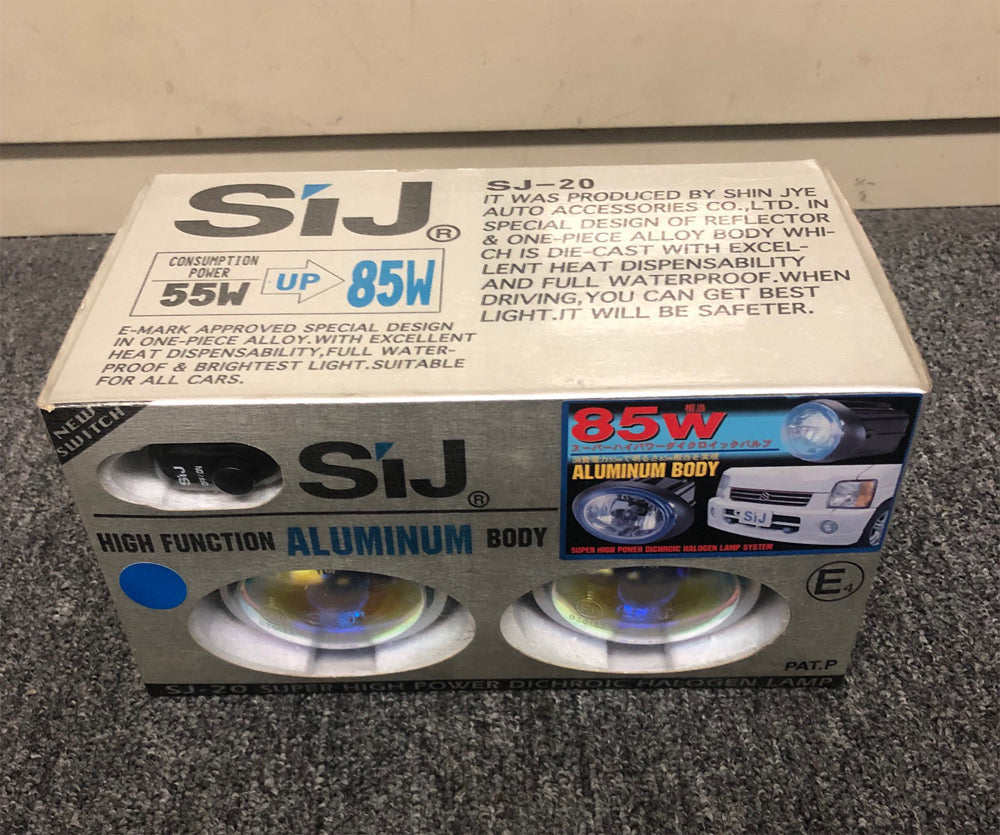 SiJ®
CONSUMPTION
POWER
55W
UP
85W
E-MARK APPROVED SPECIAL DESIGN
IN ONE-PIECE ALLOY.WITH EXCELLENT
HEAT DISPENSABILITY,FULL WATER-
PROOF & BRIGHTEST LIGHT.SUITABLE
FOR ALL CARS.
SJ-20
IT WAS PRODUCED BY SHIN JYE
AUTO ACCESSORIES CO.,LTD. IN
SPECIAL DESIGN OF REFLECTOR
& ONE-PIECE ALLOY BODY WHI-
CH IS DIE-CAST WITH EXCEL-
LENT HEAT DISPENSABILITY
AND FULL WATERPROOF.WHEN
DRIVING,YOU CAN GET BEST
LIGHT.IT WILL BE SAFETER.
NEW
SWITCH
SiJ
SiJ®
HIGH FUNCTION ALUMINUM BODY
85W相当
スーパーハイパワーダイクロイックバルブ
ALUMINUM BODY
SiJ
SUPER HIGH POWER DICHROIC HALOGEN LAMP SYSTEM
E4
PAT.P
SJ-20 SUPER HIGH POWER DICHROIC HALOGEN LAMP